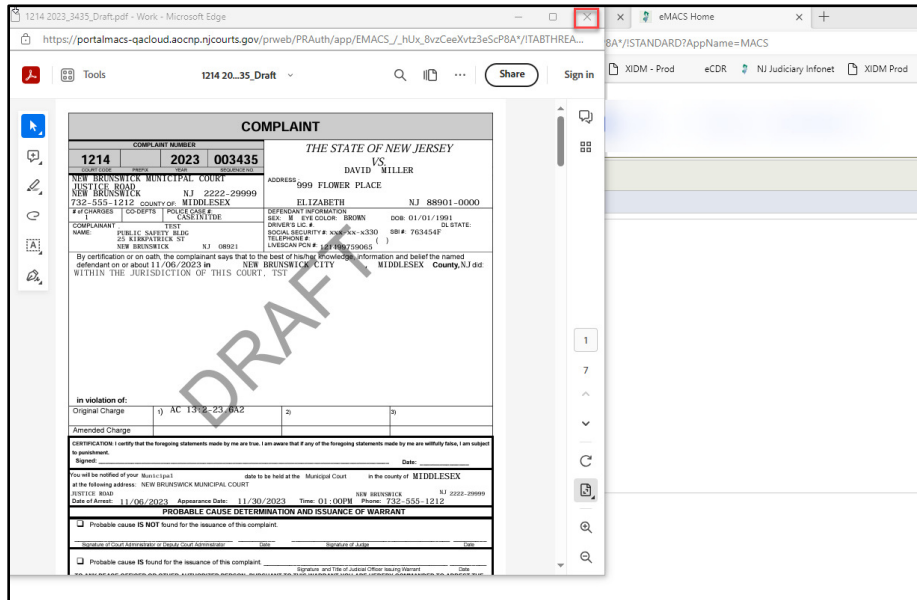 1214 2023_3435_Draft.pdf - Work - Microsoft Edge
eMACS Home
https://portalmacs-qacloud.aocnp.njcourts.gov/prweb/PRAuth/app/EMACS_/_hUx_8vzCeeXvtz3eScP8A*/ITABTHREA...
8A*/!STANDARD?AppName=MACS
XIDM - Prod eCDR NJ Judiciary Infonet XIDM Prod
Tools 1214 20...35_Draft Share Sign in
COMPLAINT
COMPLAINT NUMBER
1214 2023 003435
COURT CODE PREFIX YEAR SEQUENCE NO.
THE STATE OF NEW JERSEY
VS.
DAVID MILLER
NEW BRUNSWICK MUNICIPAL COURT
JUSTICE ROAD
NEW BRUNSWICK NJ 2222-29999
732-555-1212 COUNTY OF: MIDDLESEX
ADDRESS:
999 FLOWER PLACE
ELIZABETH NJ 88901-0000
# of CHARGES CO-DEFTS POLICE CASE #:
1 CASEINITDE
COMPLAINANT TEST
NAME: PUBLIC SAFETY BLDG
25 KIRKPATRICK ST
NEW BRUNSWICK NJ 08921
DEFENDANT INFORMATION
SEX: M EYE COLOR: BROWN DOB: 01/01/1991
DRIVER'S LIC. #: DL STATE:
SOCIAL SECURITY #: xxx-xx-x330 SBI #: 763454F
TELEPHONE #: ( )
LIVESCAN PCN #: 121499759065
By certification or on oath, the complainant says that to the best of his/her knowledge, information and belief the named
defendant on or about 11/06/2023 in NEW BRUNSWICK CITY , MIDDLESEX County, NJ did:
WITHIN THE JURISDICTION OF THIS COURT, TST
DRAFT
1
7
in violation of:
Original Charge 1) AC 13:2-23.6A2 2) 3)
Amended Charge
CERTIFICATION: I certify that the foregoing statements made by me are true. I am aware that if any of the foregoing statements made by me are willfully false, I am subject
to punishment.
Signed: Date:
You will be notified of your Municipal date to be held at the Municipal Court in the county of MIDDLESEX
at the following address: NEW BRUNSWICK MUNICIPAL COURT
JUSTICE ROAD NEW BRUNSWICK NJ 2222-29999
Date of Arrest: 11/06/2023 Appearance Date: 11/30/2023 Time: 01:00PM Phone: 732-555-1212
PROBABLE CAUSE DETERMINATION AND ISSUANCE OF WARRANT
Probable cause IS NOT found for the issuance of this complaint.
Signature of Court Administrator or Deputy Court Administrator Date Signature of Judge Date
Probable cause IS found for the issuance of this complaint.
Signature and Title of Judicial Officer Issuing Warrant Date